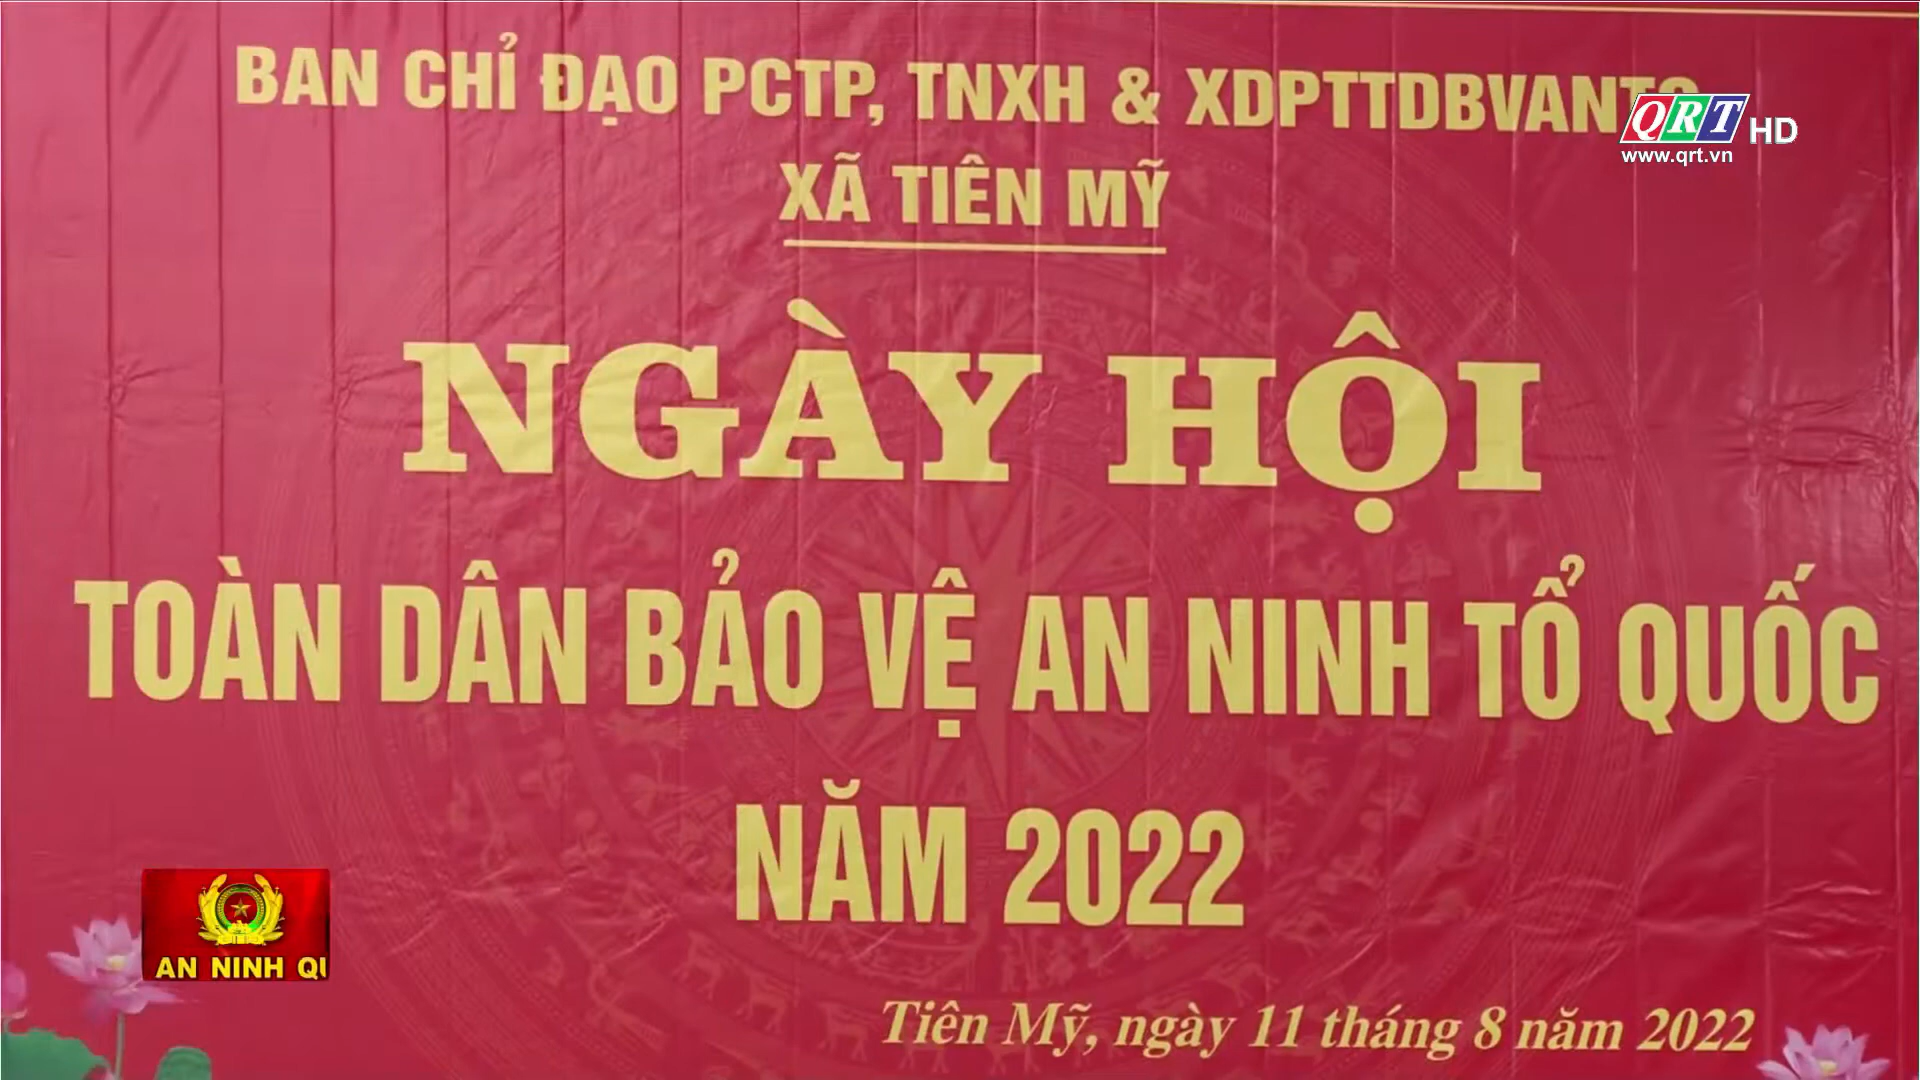 BAN CHỈ ĐẠO PCTP, TNXH & XDPTTDBVANTQ
QRT HD
www.qrt.vn
XÃ TIÊN MỸ
NGÀY HỘI
TOÀN DÂN BẢO VỆ AN NINH TỔ QUỐC
NĂM 2022
AN NINH QU
Tiên Mỹ, ngày 11 tháng 8 năm 2022